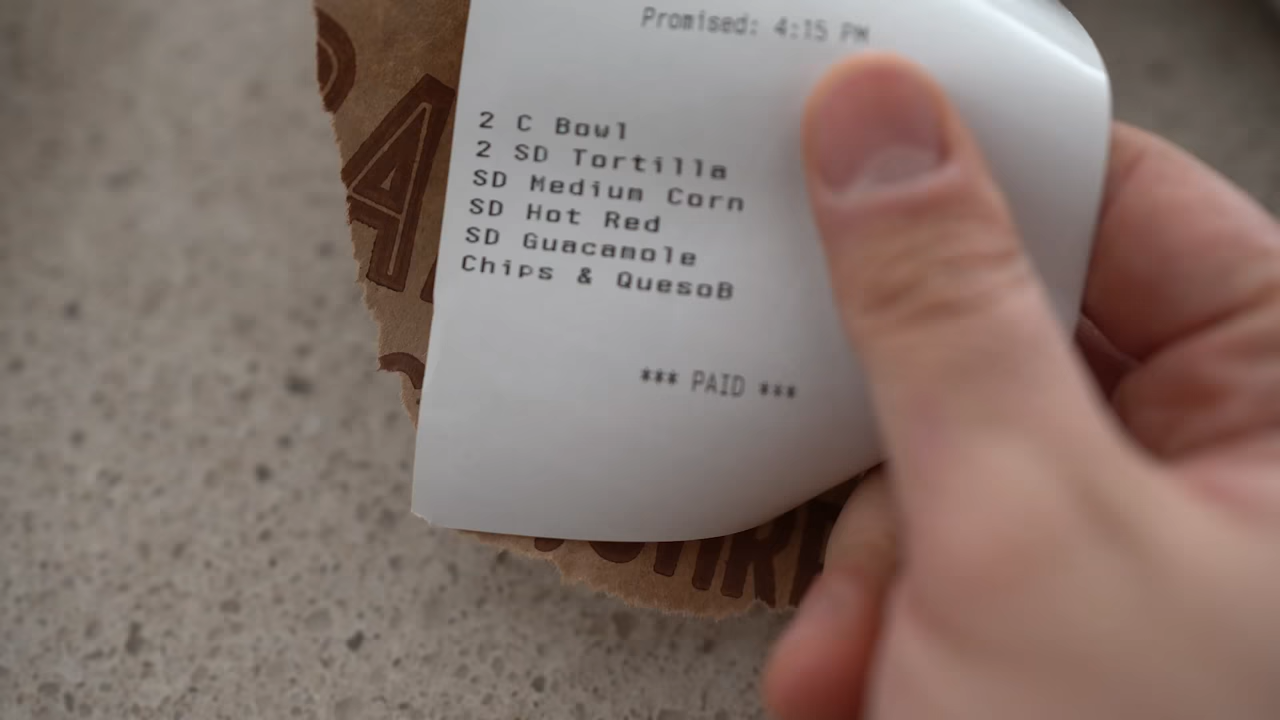 Promised: 4:15 PM
2 C Bowl
2 SD Tortilla
SD Medium Corn
SD Hot Red
SD Guacamole
Chips & QuesoB
*** PAID ***